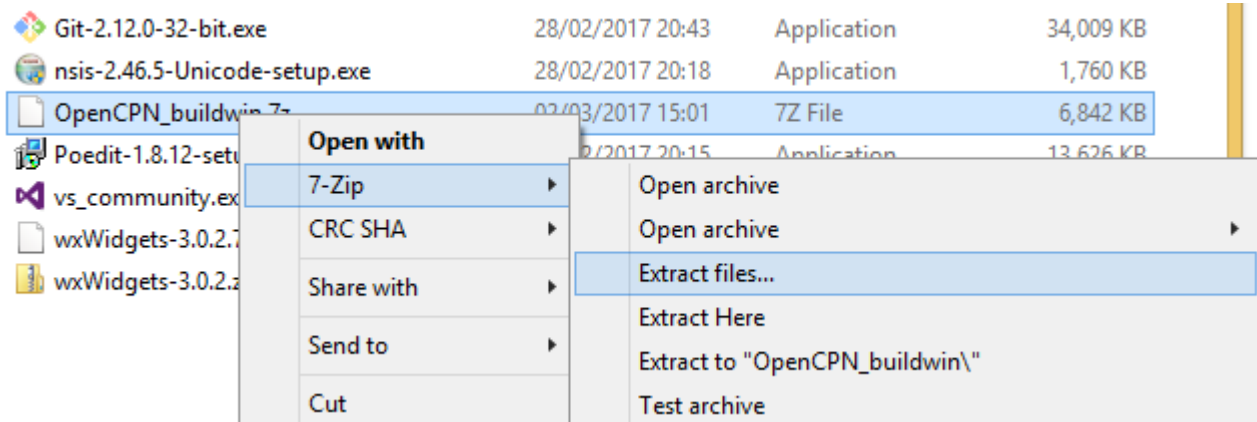 Git-2.12.0-32-bit.exe 28/02/2017 20:43 Application 34,009 KB
nsis-2.46.5-Unicode-setup.exe 28/02/2017 20:18 Application 1,760 KB
OpenCPN_buildwin.7z 02/03/2017 15:01 7Z File 6,842 KB
Poedit-1.8.12-setu 2/2017 20:15 Application 13,626 KB
vs_community.ex
wxWidgets-3.0.2.7
wxWidgets-3.0.2.z
Open with
7-Zip
CRC SHA
Share with
Send to
Cut
Open archive
Open archive
Extract files...
Extract Here
Extract to "OpenCPN_buildwin\"
Test archive